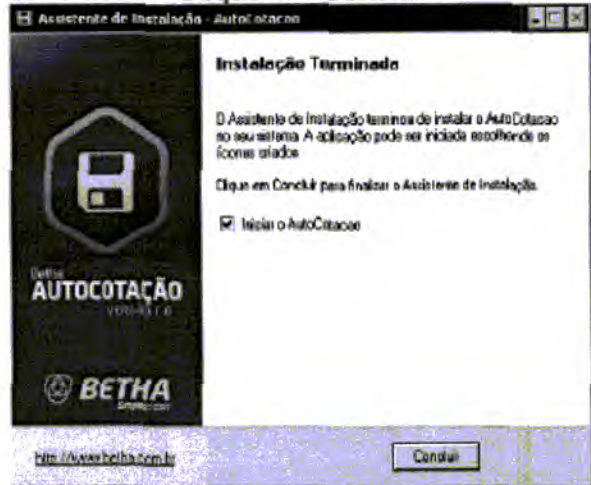 Assistente de Instalação - AutoCotacao
Instalação Terminada
O Assistente de Instalação terminou de instalar o AutoCotacao
no seu sistema. A aplicação pode ser iniciada escolhendo os
ícones criados.
Clique em Concluir para finalizar o Assistente de Instalação.
Iniciar o AutoCotacao
Betha
AUTOCOTAÇÃO
BETHA
http://www.betha.com.br
Concluir